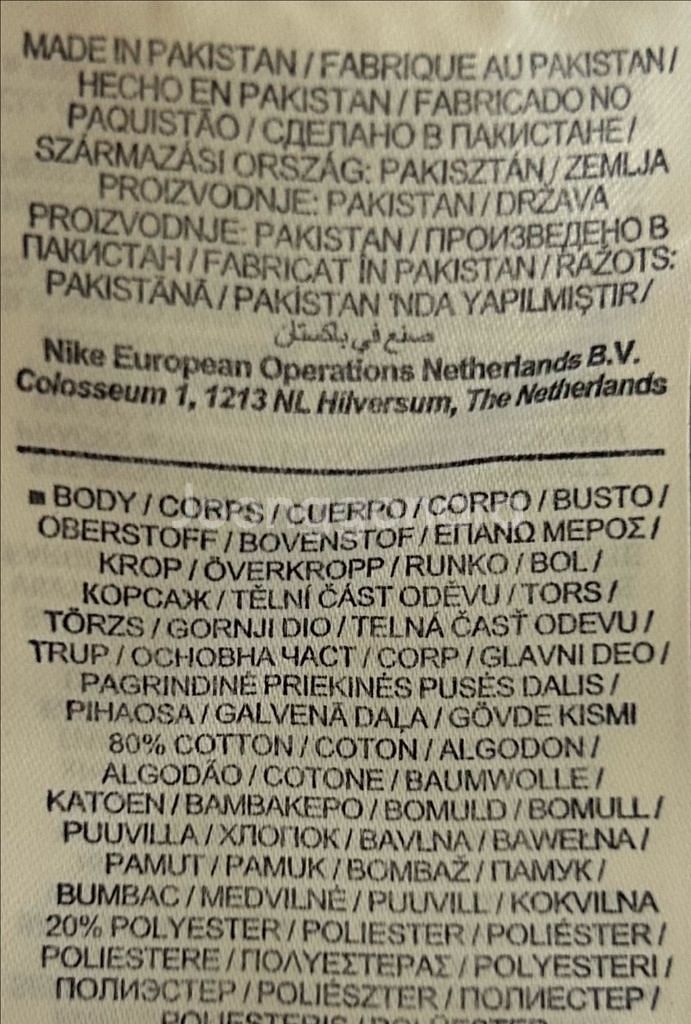 MADE IN PAKISTAN / FABRIQUE AU PAKISTAN /
HECHO EN PAKISTAN / FABRICADO NO
PAQUISTÃO / СДЕЛАНО В ПАКИСТАНЕ /
SZÁRMAZÁSI ORSZÁG: PAKISZTÁN / ZEMLJA
PROIZVODNJE: PAKISTAN / DRŽAVA
PROIZVODNJE: PAKISTAN / ПРОИЗВЕДЕНО В
ПАКИСТАН / FABRICAT ÎN PAKISTAN / RAŽOTS:
PAKISTĀNĀ / PAKİSTAN 'NDA YAPILMIŞTIR /
صنع في باكستان
Nike European Operations Netherlands B.V.
Colosseum 1, 1213 NL Hilversum, The Netherlands
■ BODY / CORPS / CUERPO / CORPO / BUSTO /
OBERSTOFF / BOVENSTOF / ΕΠΑΝΩ ΜΕΡΟΣ /
KROP / ÖVERKROPP / RUNKO / BOL /
КОРСАЖ / TĚLNÍ ČÁST ODĚVU / TORS /
TÖRZS / GORNJI DIO / TELNÁ ČASŤ ODEVU /
TRUP / ОСНОВНА ЧАСТ / CORP / GLAVNI DEO /
PAGRINDINĖ PRIEKINĖS PUSĖS DALIS /
PIHAOSA / GALVENĀ DAĻA / GÖVDE KISMI
80% COTTON / COTON / ALGODON /
ALGODÃO / COTONE / BAUMWOLLE /
KATOEN / ΒΑΜΒΑΚΕΡΟ / BOMULD / BOMULL /
PUUVILLA / ХЛОПОК / BAVLNA / BAWEŁNA /
PAMUT / PAMUK / BOMBAŽ / ПАМУК /
BUMBAC / MEDVILNĖ / PUUVILL / KOKVILNA
20% POLYESTER / POLIESTER / POLIÉSTER /
POLIESTERE / ΠΟΛΥΕΣΤΕΡΑΣ / POLYESTERI /
ПОЛИЭСТЕР / POLIÉSZTER / ПОЛИЕСТЕР /